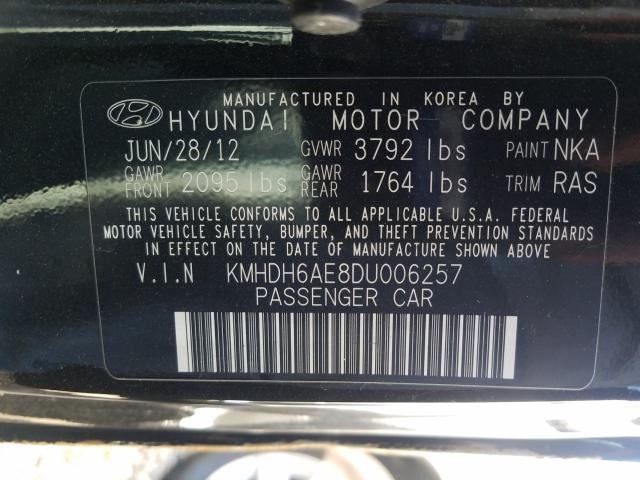 MANUFACTURED IN KOREA BY
HYUNDAI MOTOR COMPANY
JUN/28/12 GVWR 3792 lbs PAINT NKA
GAWR FRONT 2095 lbs GAWR REAR 1764 lbs TRIM RAS
THIS VEHICLE CONFORMS TO ALL APPLICABLE U.S.A. FEDERAL
MOTOR VEHICLE SAFETY, BUMPER, AND THEFT PREVENTION STANDARDS
IN EFFECT ON THE DATE OF MANUFACTURE SHOWN ABOVE
V.I.N KMHDH6AE8DU006257
PASSENGER CAR